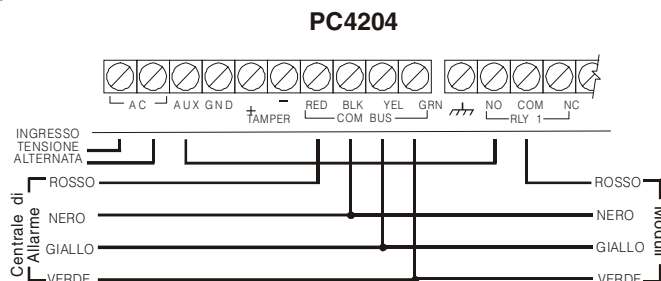 PC4204
AC AUX GND + - TAMPER RED BLK YEL GRN COM BUS NO COM NC RLY 1
INGRESSO
TENSIONE
ALTERNATA
Centrale di
Allarme
ROSSO
NERO
GIALLO
VERDE
ROSSO
NERO
GIALLO
VERDE
Moduli